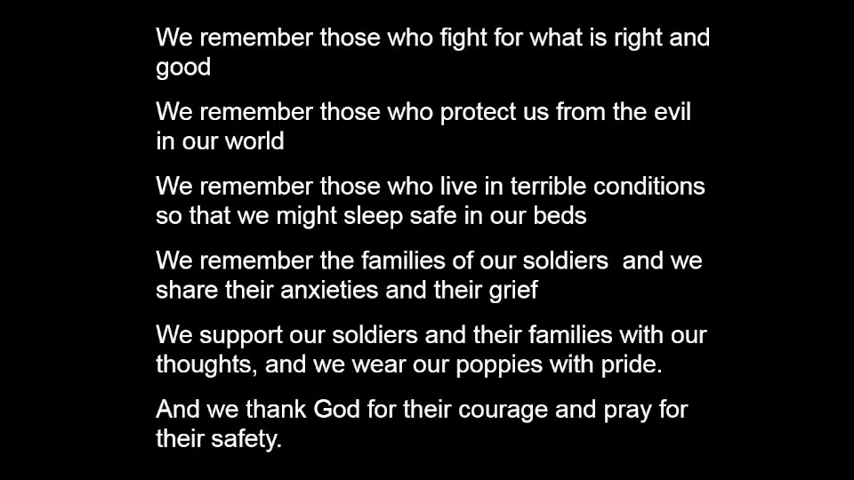 We remember those who fight for what is right and
good
We remember those who protect us from the evil
in our world
We remember those who live in terrible conditions
so that we might sleep safe in our beds
We remember the families of our soldiers  and we
share their anxieties and their grief
We support our soldiers and their families with our
thoughts, and we wear our poppies with pride.
And we thank God for their courage and pray for
their safety.